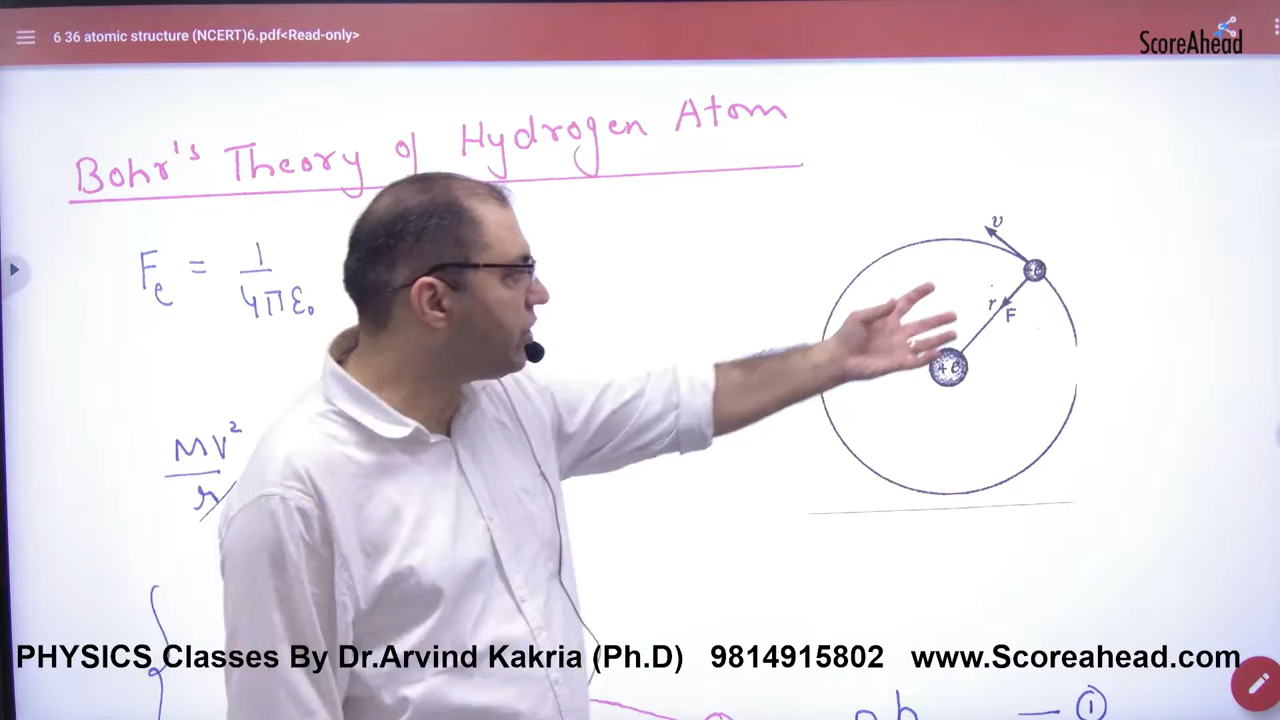 6 36 atomic structure (NCERT)6.pdf<Read-only>
ScoreAhead
Bohr's Theory of Hydrogen Atom
Fe = 1/4πε₀
v
-e
r
F
+e
MV²/r
PHYSICS Classes By Dr.Arvind Kakria (Ph.D) 9814915802 www.Scoreahead.com
①